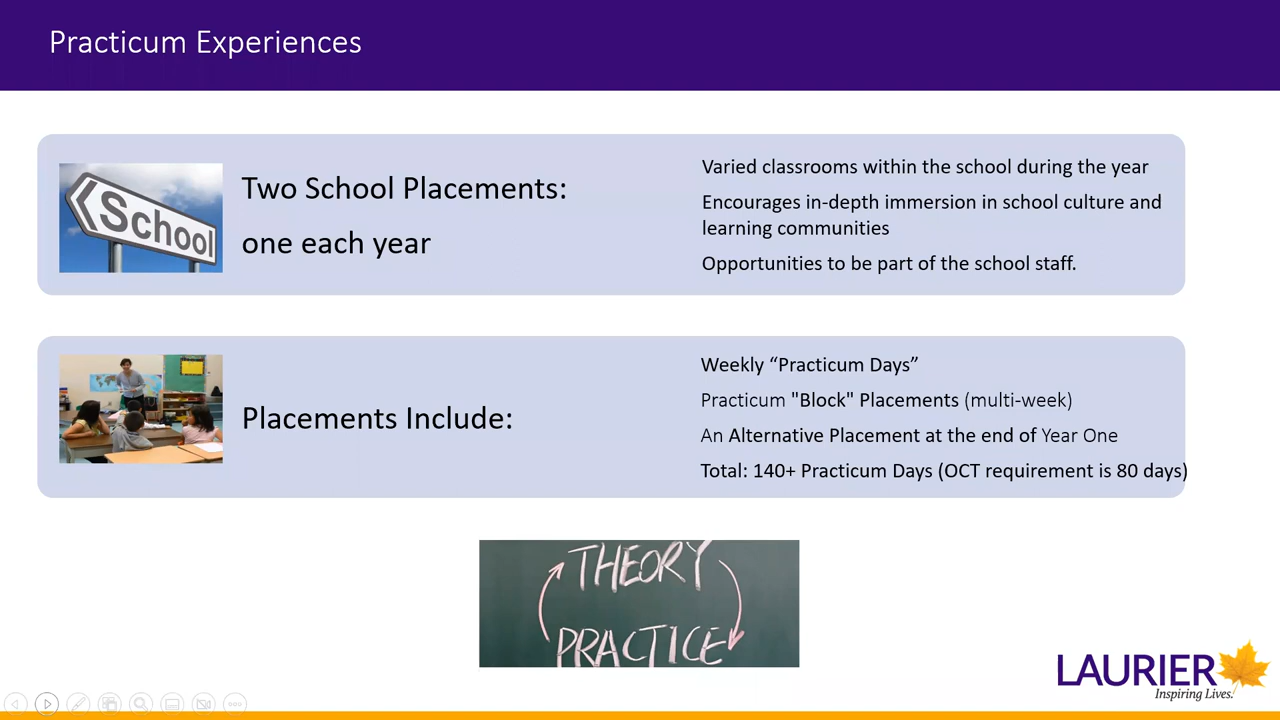 Practicum Experiences
School
Two School Placements:
one each year
Varied classrooms within the school during the year
Encourages in-depth immersion in school culture and
learning communities
Opportunities to be part of the school staff.
Placements Include:
Weekly “Practicum Days”
Practicum "Block" Placements (multi-week)
An Alternative Placement at the end of Year One
Total: 140+ Practicum Days (OCT requirement is 80 days)
THEORY
PRACTICE
LAURIER
Inspiring Lives.